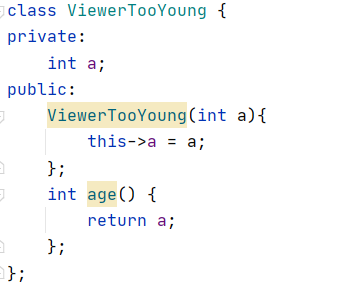 class ViewerTooYoung {
private:
    int a;
public:
    ViewerTooYoung(int a){
        this->a = a;
    };
    int age() {
        return a;
    };
};